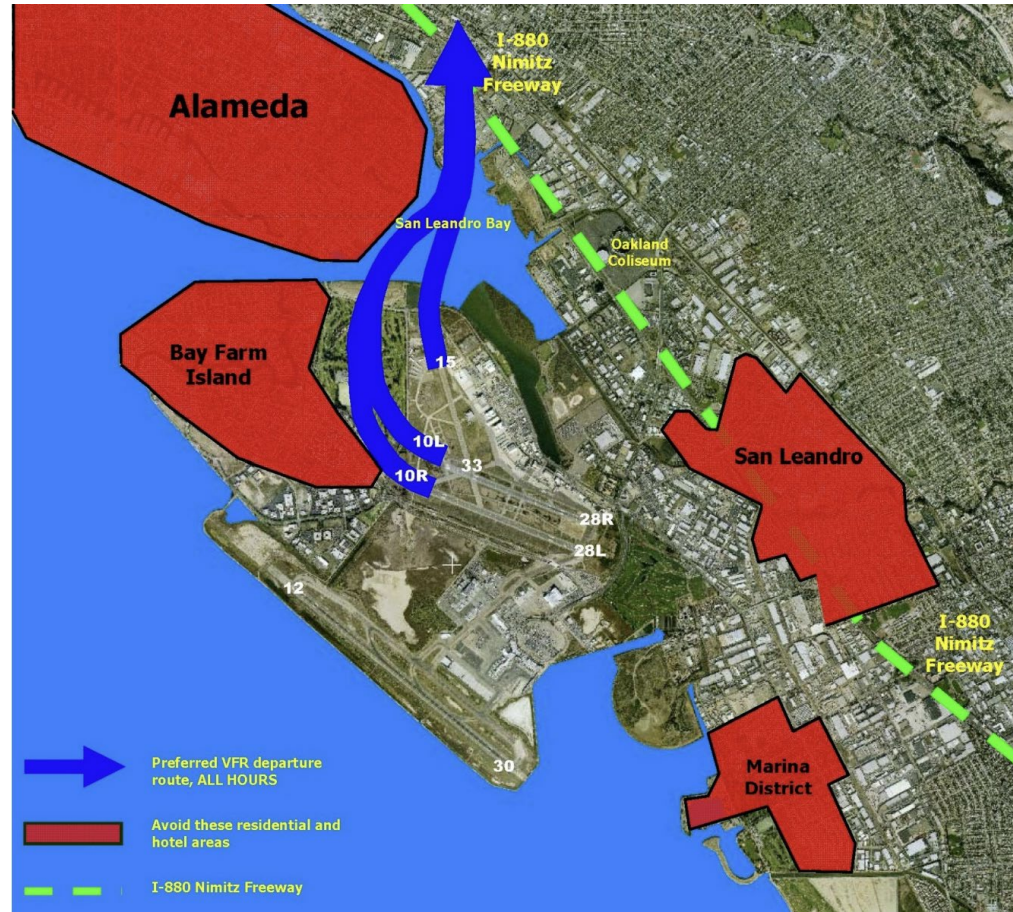 I-880
Nimitz
Freeway
Alameda
San Leandro Bay
Oakland
Coliseum
Bay Farm
Island
15
10L
33
10R
San Leandro
28R
28L
12
I-880
Nimitz
Freeway
30
Marina
District
Preferred VFR departure
route, ALL HOURS
Avoid these residential and
hotel areas
I-880 Nimitz Freeway